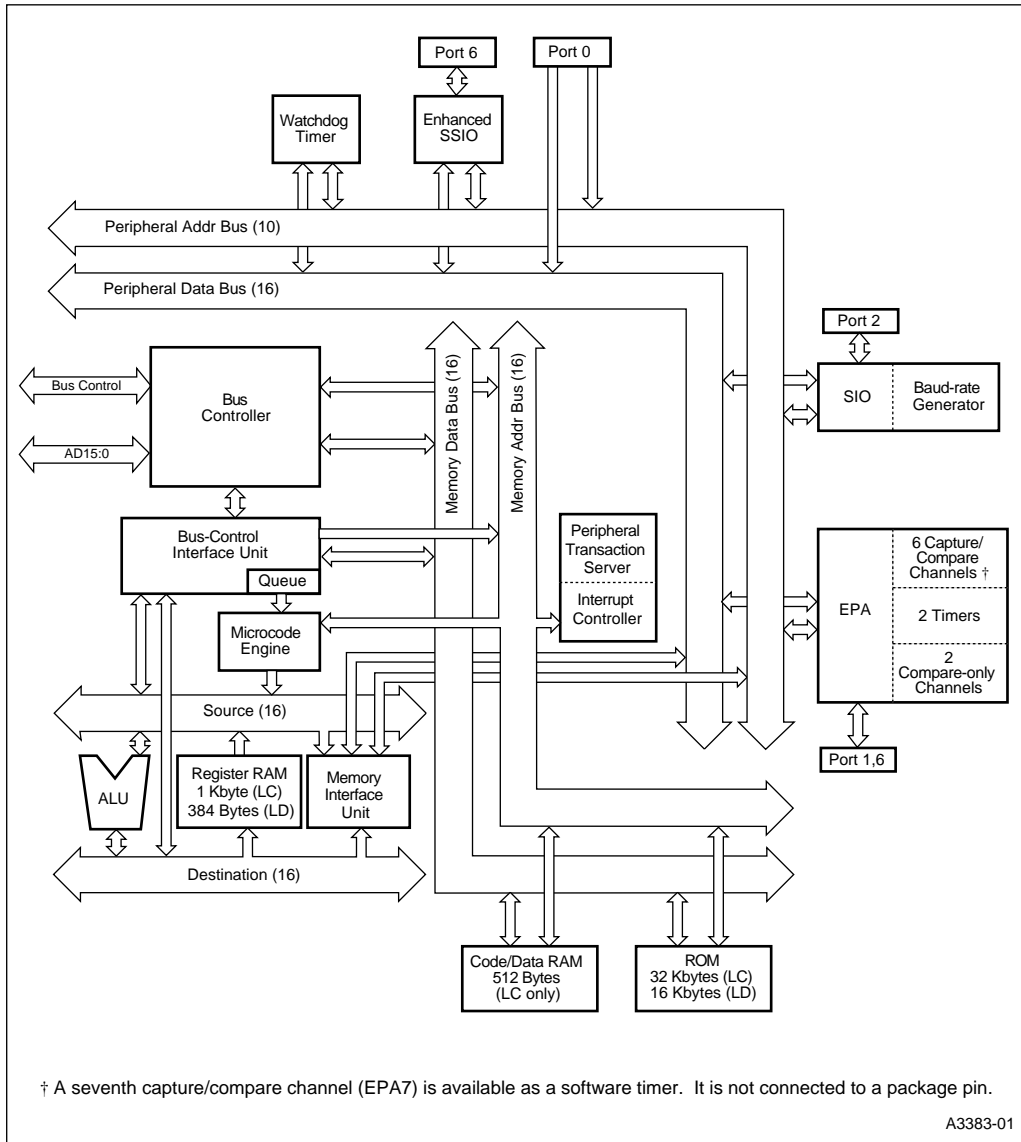 Port 6
Port 0
Watchdog
Timer
Enhanced
SSIO
Peripheral Addr Bus (10)
Peripheral Data Bus (16)
Port 2
Bus Control
AD15:0
Bus
Controller
Memory Data Bus (16)
Memory Addr Bus (16)
SIO
Baud-rate
Generator
Bus-Control
Interface Unit
Queue
Microcode
Engine
Peripheral
Transaction
Server
Interrupt
Controller
EPA
6 Capture/
Compare
Channels †
2 Timers
2
Compare-only
Channels
Port 1,6
Source (16)
ALU
Register RAM
1 Kbyte (LC)
384 Bytes (LD)
Memory
Interface
Unit
Destination (16)
Code/Data RAM
512 Bytes
(LC only)
ROM
32 Kbytes (LC)
16 Kbytes (LD)
† A seventh capture/compare channel (EPA7) is available as a software timer.  It is not connected to a package pin.
A3383-01